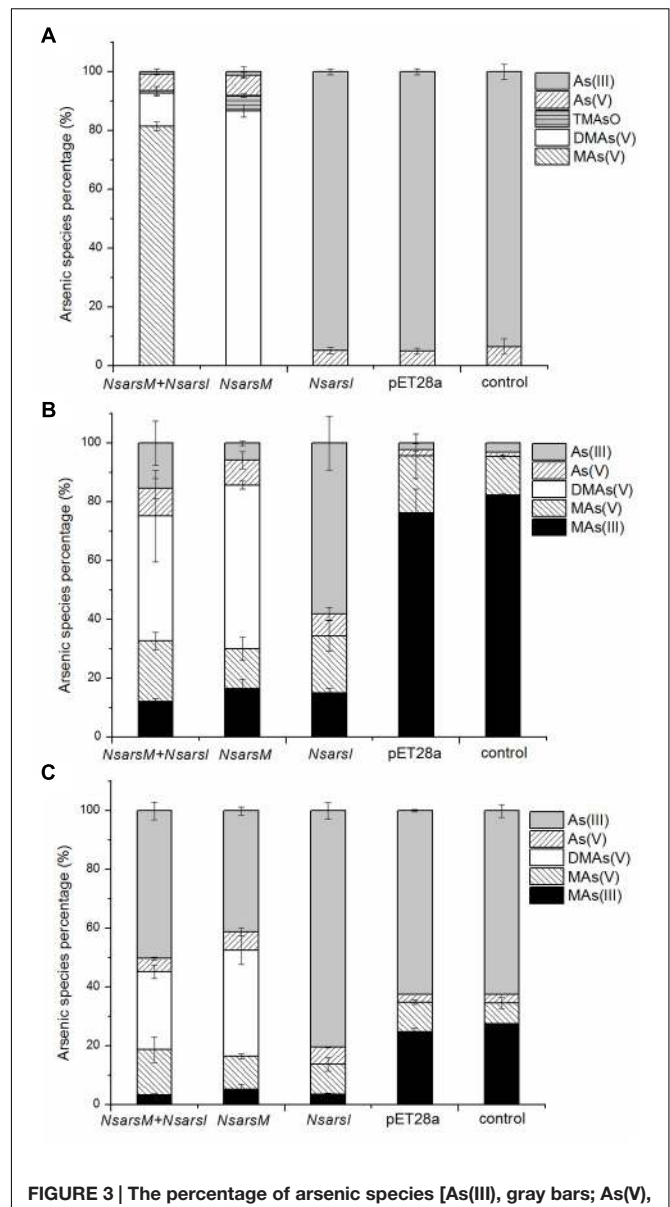 A
Arsenic species percentage (%)
100
80
60
40
20
0
As(III)
As(V)
TMAsO
DMAs(V)
MAs(V)
NsarsM+NsarsI NsarsM NsarsI pET28a control
B
Arsenic species percentage (%)
100
80
60
40
20
0
As(III)
As(V)
DMAs(V)
MAs(V)
MAs(III)
NsarsM+NsarsI NsarsM NsarsI pET28a control
C
Arsenic species percentage (%)
100
80
60
40
20
0
As(III)
As(V)
DMAs(V)
MAs(V)
MAs(III)
NsarsM+NsarsI NsarsM NsarsI pET28a control
FIGURE 3 | The percentage of arsenic species [As(III), gray bars; As(V),